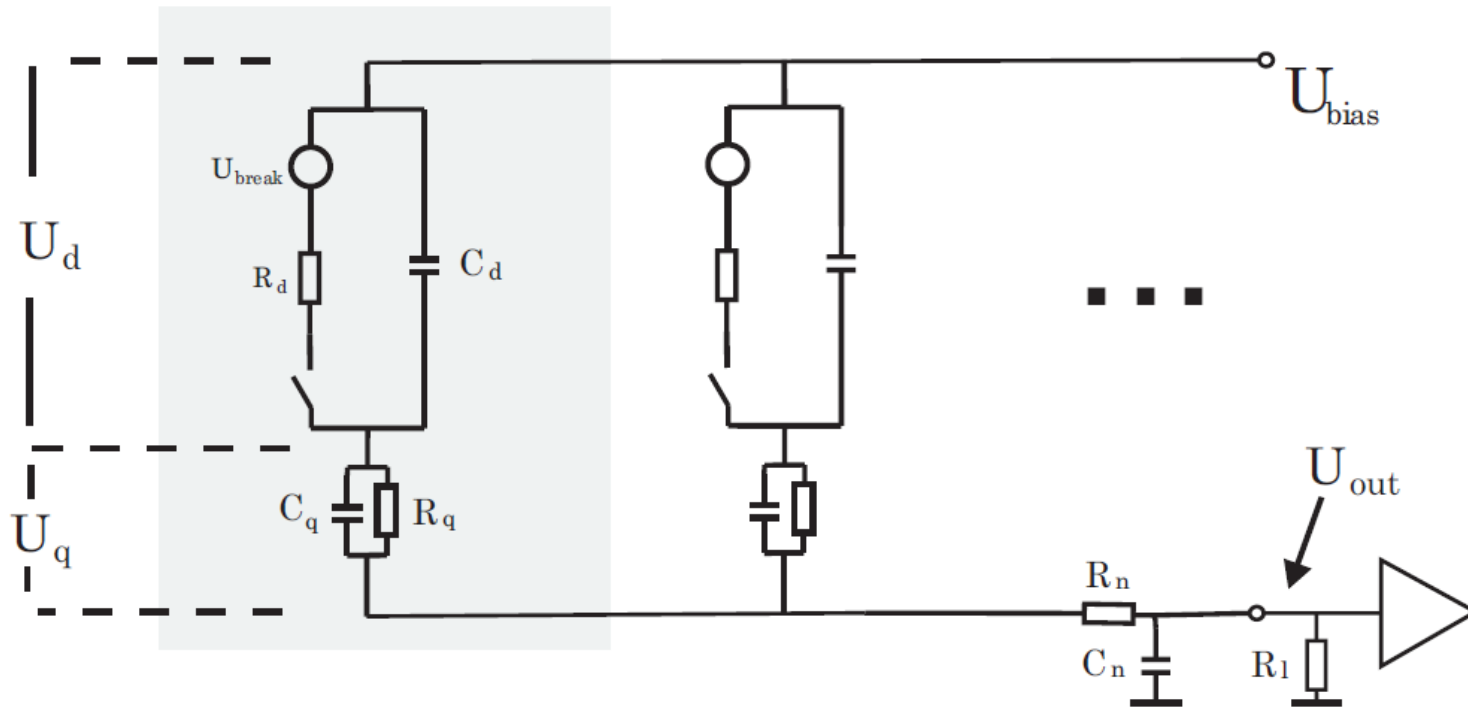 U_bias
U_break
U_d
R_d
C_d
U_out
C_q
R_q
U_q
R_n
C_n
R_l